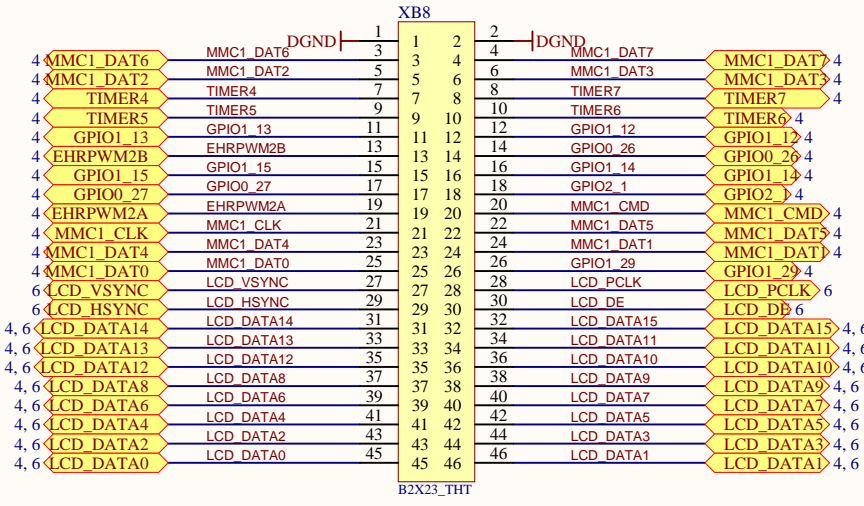 XB8
DGND 1 1 2 2 DGND
4 MMC1_DAT6 MMC1_DAT6 3 3 4 4 MMC1_DAT7 MMC1_DAT7 4
4 MMC1_DAT2 MMC1_DAT2 5 5 6 6 MMC1_DAT3 MMC1_DAT3 4
4 TIMER4 TIMER4 7 7 8 8 TIMER7 TIMER7 4
4 TIMER5 TIMER5 9 9 10 10 TIMER6 TIMER6 4
4 GPIO1_13 GPIO1_13 11 11 12 12 GPIO1_12 GPIO1_12 4
4 EHRPWM2B EHRPWM2B 13 13 14 14 GPIO0_26 GPIO0_26 4
4 GPIO1_15 GPIO1_15 15 15 16 16 GPIO1_14 GPIO1_14 4
4 GPIO0_27 GPIO0_27 17 17 18 18 GPIO2_1 GPIO2_1 4
4 EHRPWM2A EHRPWM2A 19 19 20 20 MMC1_CMD MMC1_CMD 4
4 MMC1_CLK MMC1_CLK 21 21 22 22 MMC1_DAT5 MMC1_DAT5 4
4 MMC1_DAT4 MMC1_DAT4 23 23 24 24 MMC1_DAT1 MMC1_DAT1 4
4 MMC1_DAT0 MMC1_DAT0 25 25 26 26 GPIO1_29 GPIO1_29 4
6 LCD_VSYNC LCD_VSYNC 27 27 28 28 LCD_PCLK LCD_PCLK 6
6 LCD_HSYNC LCD_HSYNC 29 29 30 30 LCD_DE LCD_DE 6
4, 6 LCD_DATA14 LCD_DATA14 31 31 32 32 LCD_DATA15 LCD_DATA15 4, 6
4, 6 LCD_DATA13 LCD_DATA13 33 33 34 34 LCD_DATA11 LCD_DATA11 4, 6
4, 6 LCD_DATA12 LCD_DATA12 35 35 36 36 LCD_DATA10 LCD_DATA10 4, 6
4, 6 LCD_DATA8 LCD_DATA8 37 37 38 38 LCD_DATA9 LCD_DATA9 4, 6
4, 6 LCD_DATA6 LCD_DATA6 39 39 40 40 LCD_DATA7 LCD_DATA7 4, 6
4, 6 LCD_DATA4 LCD_DATA4 41 41 42 42 LCD_DATA5 LCD_DATA5 4, 6
4, 6 LCD_DATA2 LCD_DATA2 43 43 44 44 LCD_DATA3 LCD_DATA3 4, 6
4, 6 LCD_DATA0 LCD_DATA0 45 45 46 46 LCD_DATA1 LCD_DATA1 4, 6
B2X23_THT